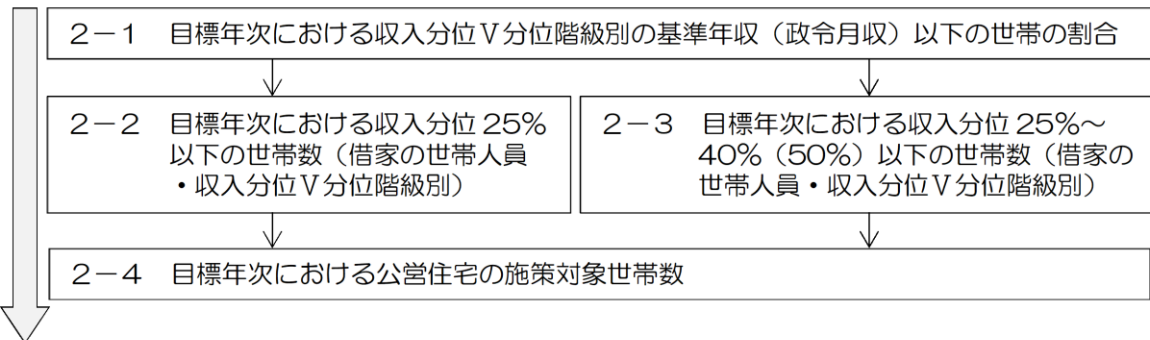 2-1 目標年次における収入分位Ⅴ分位階級別の基準年収（政令月収）以下の世帯の割合
2-2 目標年次における収入分位 25%
以下の世帯数（借家の世帯人員
・収入分位Ⅴ分位階級別）
2-3 目標年次における収入分位 25%～
40%（50%）以下の世帯数（借家の
世帯人員・収入分位Ⅴ分位階級別）
2-4 目標年次における公営住宅の施策対象世帯数